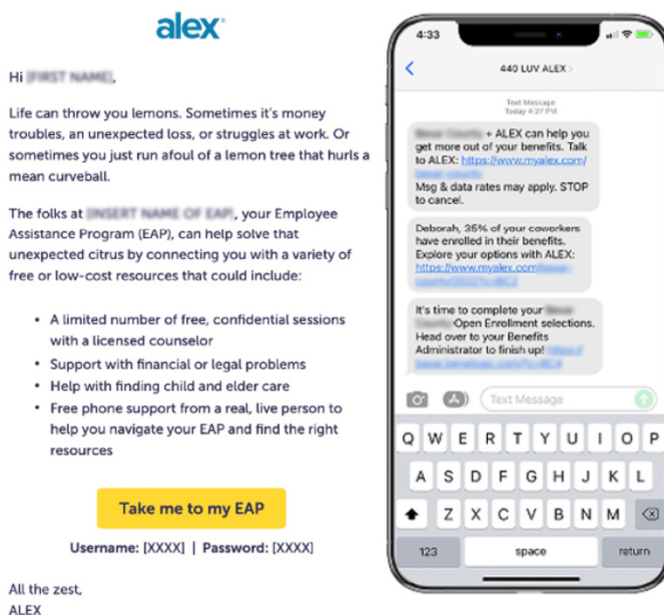 alex
Hi [FIRST NAME],
Life can throw you lemons. Sometimes it's money
troubles, an unexpected loss, or struggles at work. Or
sometimes you just run afoul of a lemon tree that hurls a
mean curveball.
The folks at [INSERT NAME OF EAP], your Employee
Assistance Program (EAP), can help solve that
unexpected citrus by connecting you with a variety of
free or low-cost resources that could include:
• A limited number of free, confidential sessions
with a licensed counselor
• Support with financial or legal problems
• Help with finding child and elder care
• Free phone support from a real, live person to
help you navigate your EAP and find the right
resources
Take me to my EAP
Username: [XXXX] | Password: [XXXX]
All the zest,
ALEX
4:33
440 LUV ALEX >
Text Message
Today 4:27 PM
+ ALEX can help you
get more out of your benefits. Talk
to ALEX: https://www.myalex.com/
Msg & data rates may apply. STOP
to cancel.
Deborah, 35% of your coworkers
have enrolled in their benefits.
Explore your options with ALEX:
https://www.myalex.com/
It's time to complete your
Open Enrollment selections.
Head over to your Benefits
Administrator to finish up!
Text Message
Q W E R T Y U I O P
A S D F G H J K L
Z X C V B N M
123 space return